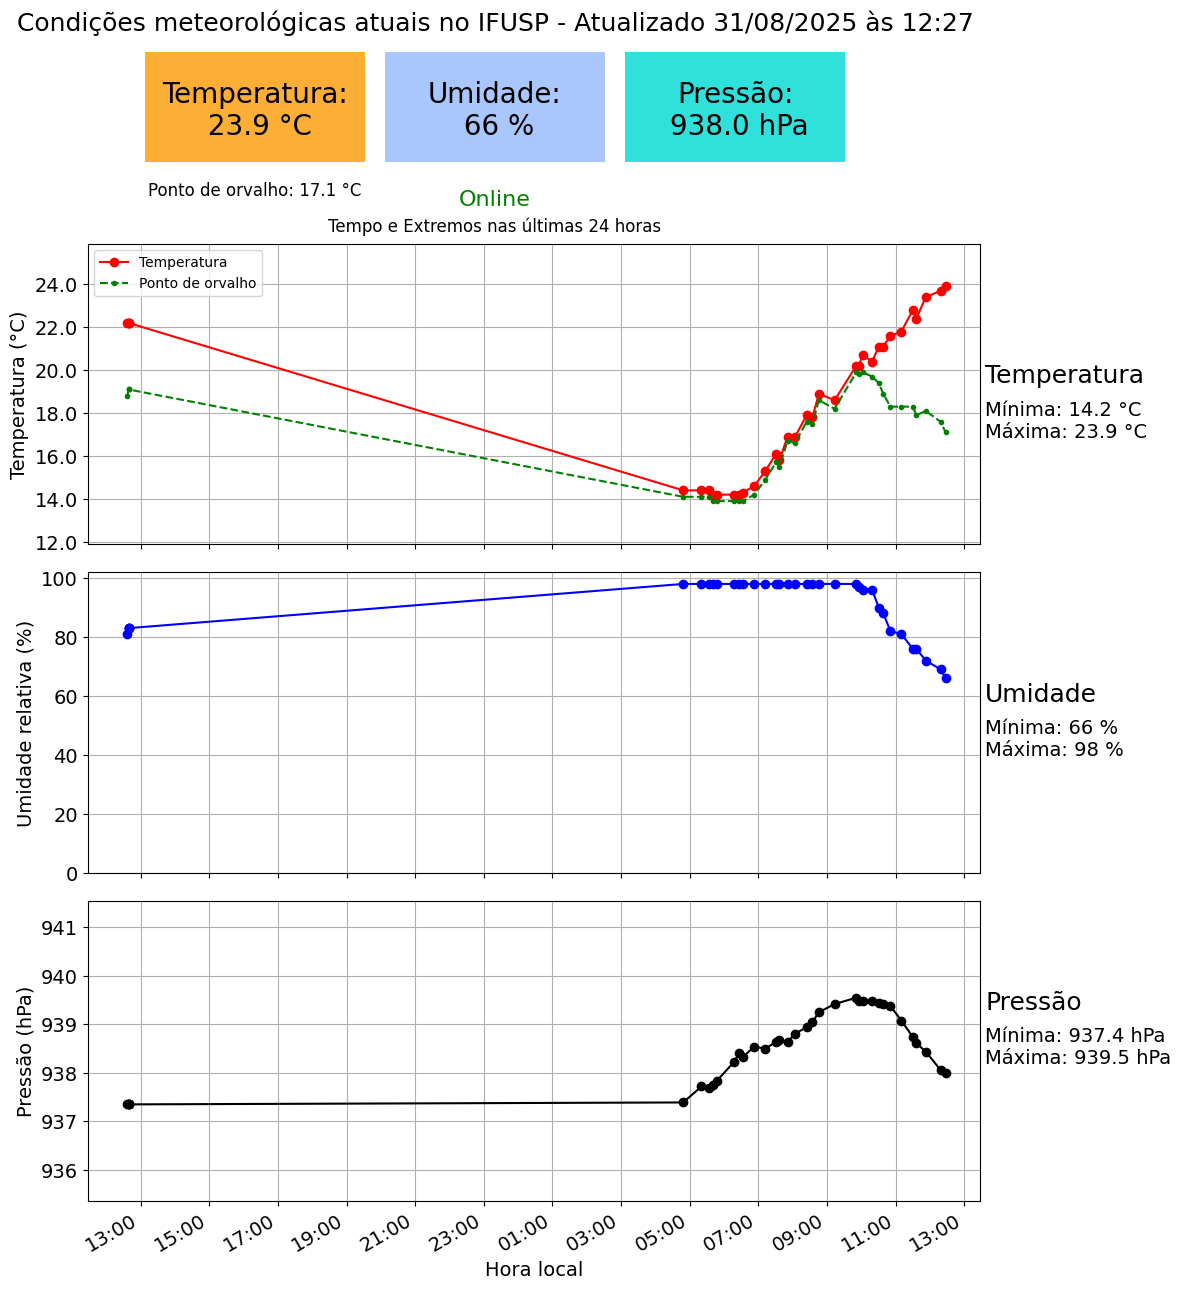 Condições meteorológicas atuais no IFUSP - Atualizado 31/08/2025 às 12:27
Temperatura:
23.9 °C
Umidade:
66 %
Pressão:
938.0 hPa
Ponto de orvalho: 17.1 °C
Online
Tempo e Extremos nas últimas 24 horas
Temperatura
Ponto de orvalho
Temperatura (°C)
24.0
22.0
20.0
18.0
16.0
14.0
12.0
Temperatura
Mínima: 14.2 °C
Máxima: 23.9 °C
Umidade relativa (%)
100
80
60
40
20
0
Umidade
Mínima: 66 %
Máxima: 98 %
Pressão (hPa)
941
940
939
938
937
936
Pressão
Mínima: 937.4 hPa
Máxima: 939.5 hPa
13:00 15:00 17:00 19:00 21:00 23:00 01:00 03:00 05:00 07:00 09:00 11:00 13:00
Hora local